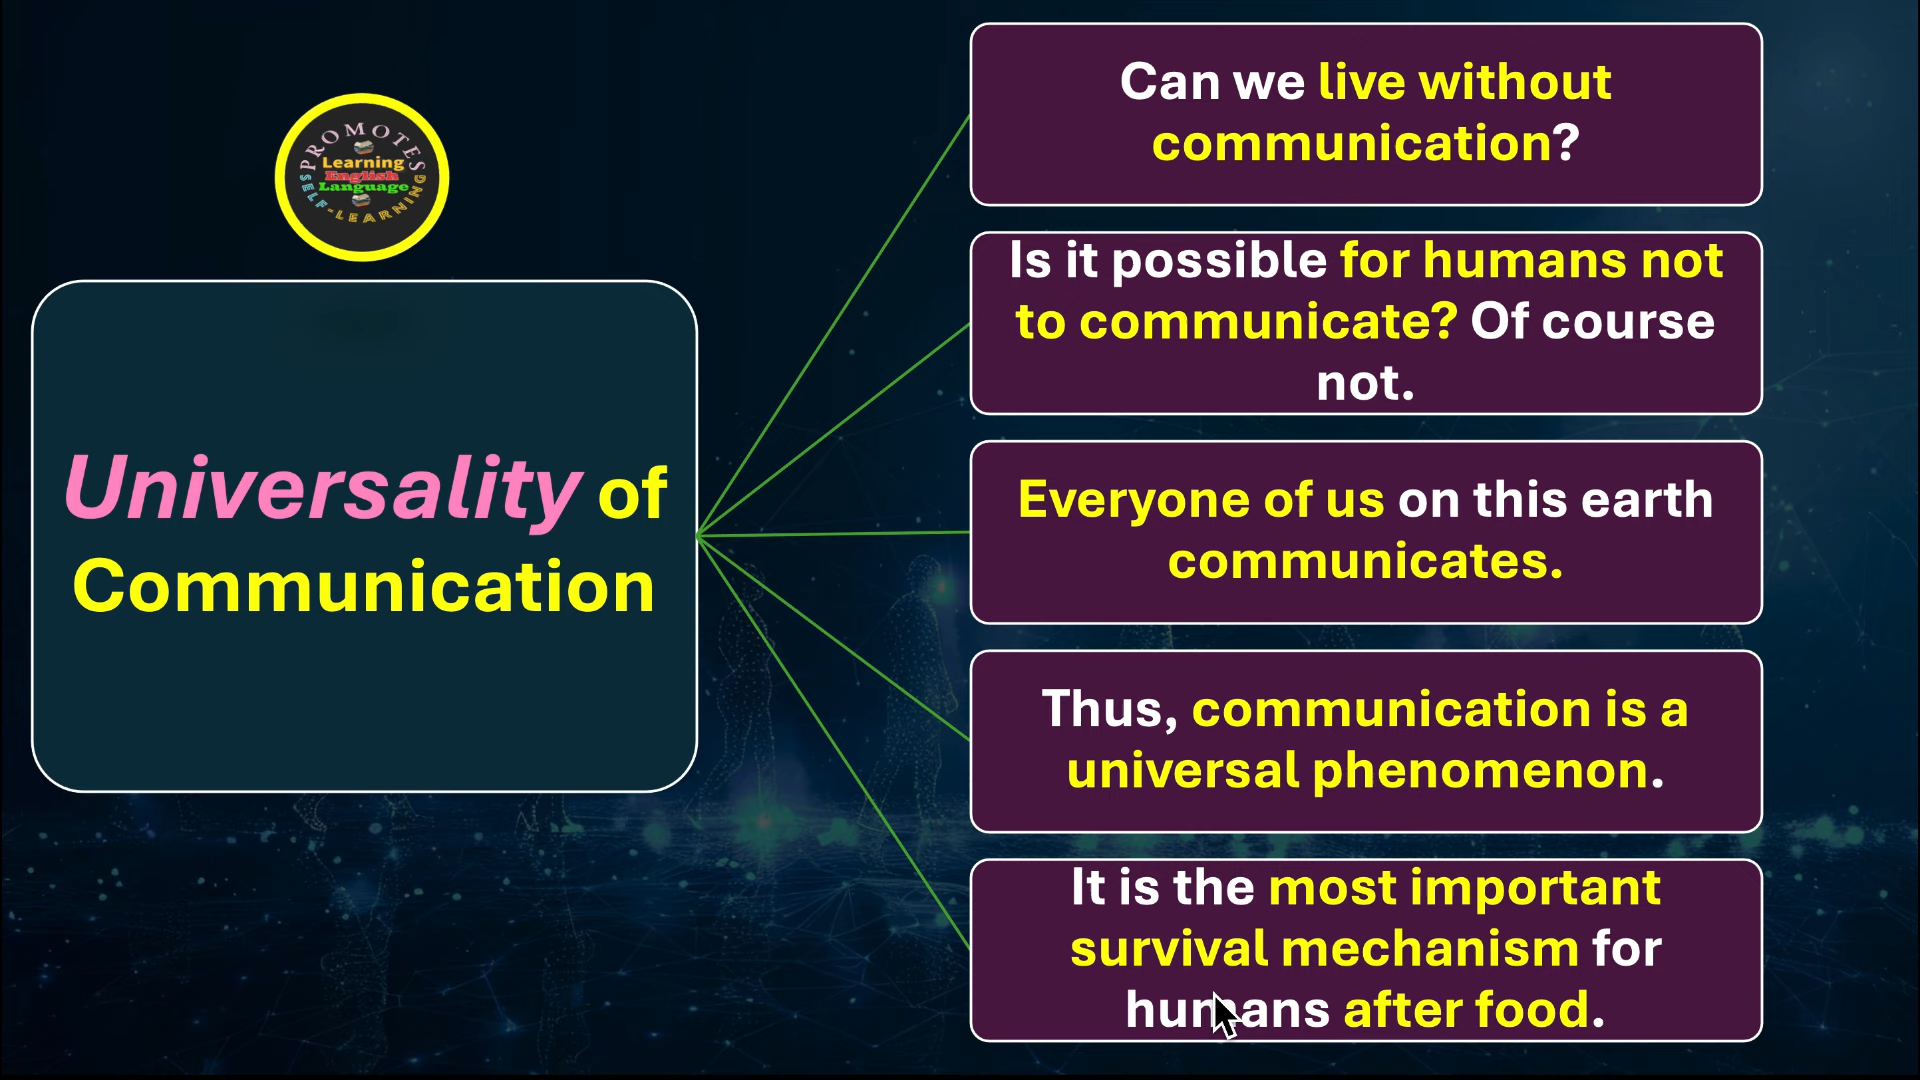 PROMOTES
Learning
English
Language
SELF-LEARNING
Universality of
Communication
Can we live without
communication?
Is it possible for humans not
to communicate? Of course
not.
Everyone of us on this earth
communicates.
Thus, communication is a
universal phenomenon.
It is the most important
survival mechanism for
humans after food.